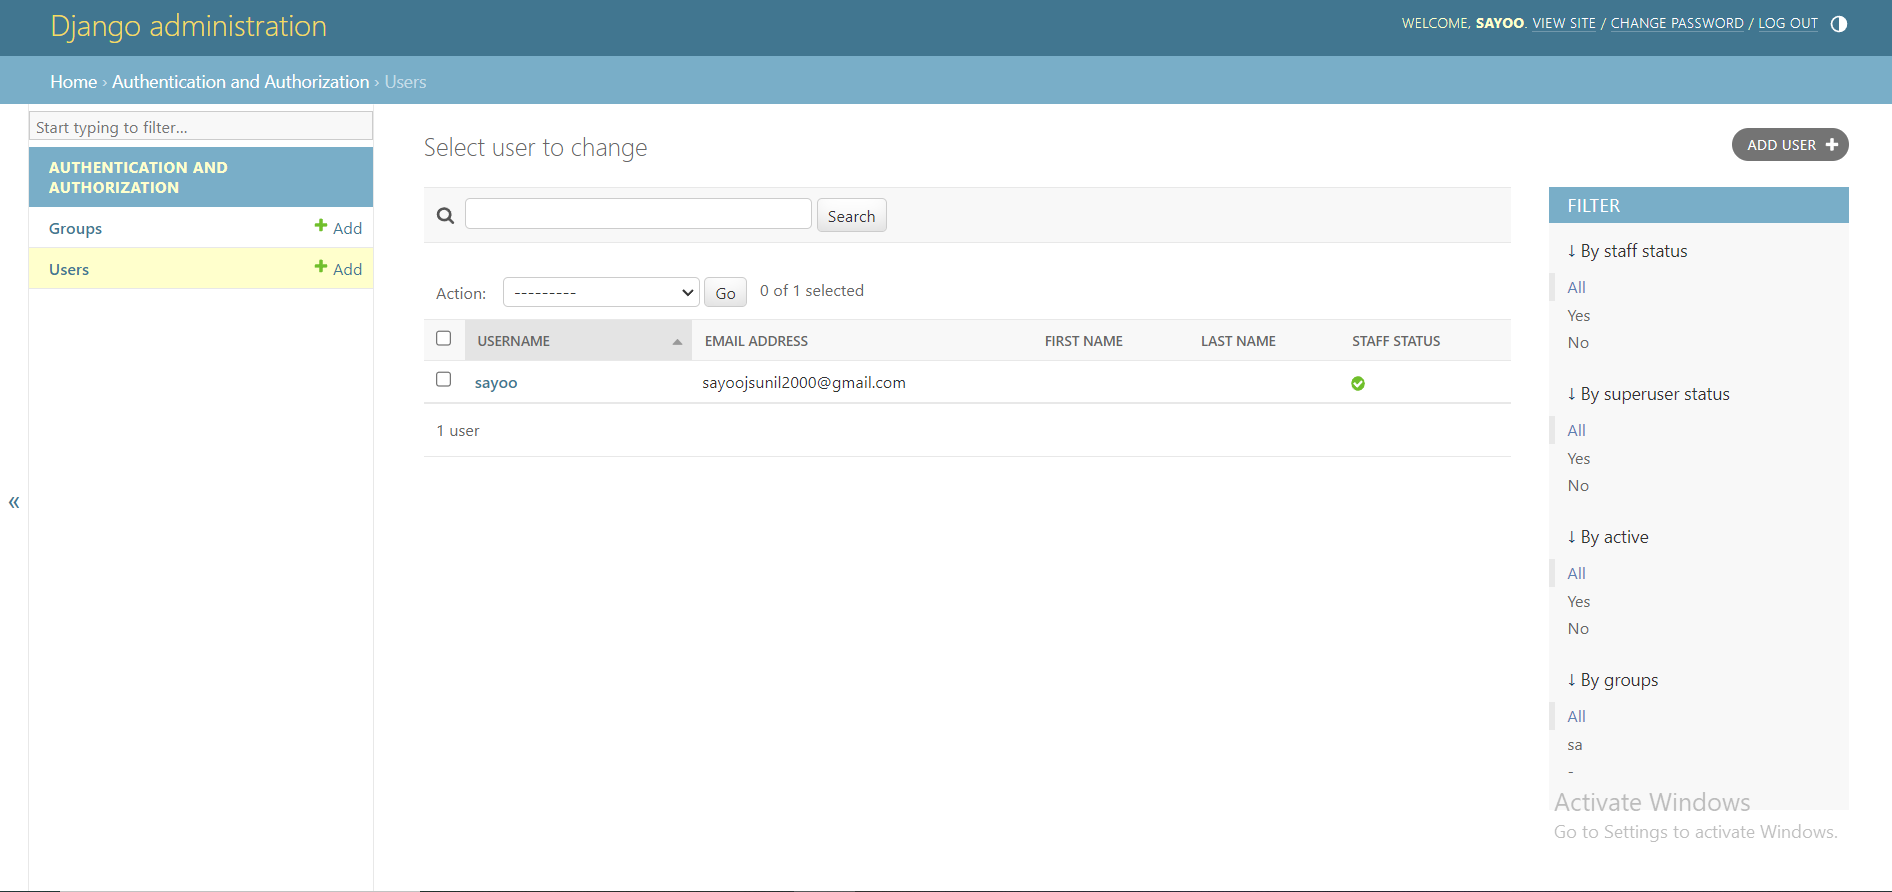 Django administration
WELCOME, SAYOO. VIEW SITE / CHANGE PASSWORD / LOG OUT
Home › Authentication and Authorization › Users
Start typing to filter...
AUTHENTICATION AND
AUTHORIZATION
Groups + Add
Users + Add
«
Select user to change
ADD USER +
Search
Action: --------- Go 0 of 1 selected
USERNAME EMAIL ADDRESS FIRST NAME LAST NAME STAFF STATUS
sayoo sayoojsunil2000@gmail.com
1 user
FILTER
↓ By staff status
All
Yes
No
↓ By superuser status
All
Yes
No
↓ By active
All
Yes
No
↓ By groups
All
sa
-
Activate Windows
Go to Settings to activate Windows.